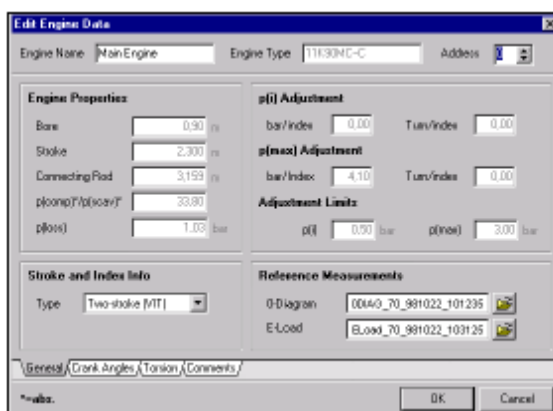 Edit Engine Data
Engine Name Main Engine Engine Type 11K90MC-C Address
Engine Properties
Bore 0,90 m
Stroke 2,300 m
Connecting Rod 3,159 m
p(comp)*/p(scav)* 33,80
p(loss) 1,03 bar
p(i) Adjustment
bar/index 0,00 Turn/index 0,00
p(max) Adjustment
bar/Index 4,10 Turn/index 0,00
Adjustment Limits
p(i) 0,50 bar p(max) 3,00 bar
Stroke and Index Info
Type Two-stroke (VIT)
Reference Measurements
0-Diagram 0DIAG_70_981022_101235
E-Load ELoad_70_981022_103125
General Crank Angles Torsion Comments
*=abs. OK Cancel